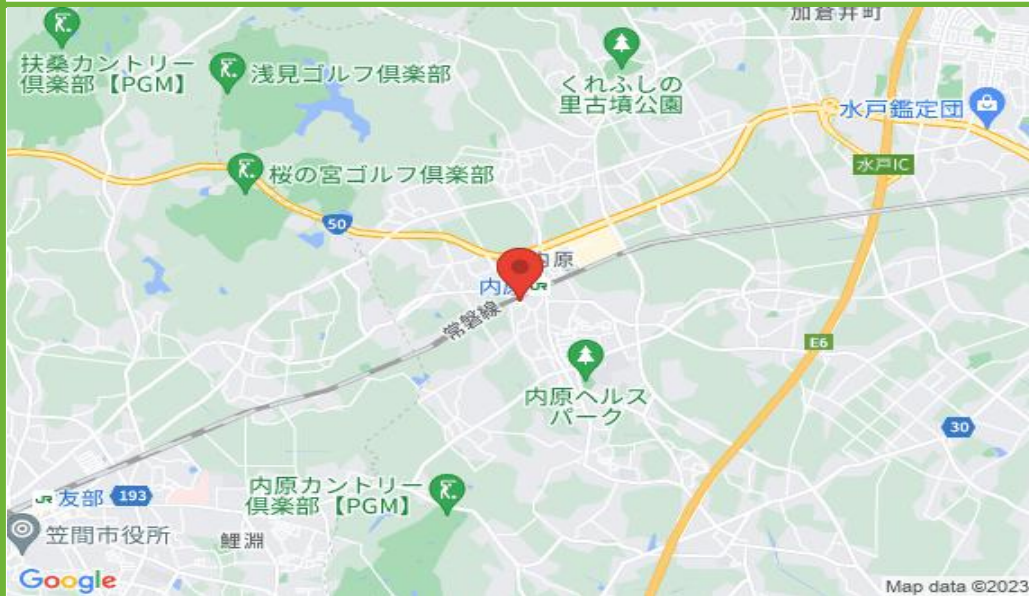 加倉井町
扶桑カントリー
倶楽部【PGM】
浅見ゴルフ倶楽部
くれふしの
里古墳公園
水戸鑑定団
水戸IC
桜の宮ゴルフ倶楽部
50
内原
内原
JR
常磐線
E6
内原ヘルス
パーク
30
内原カントリー
倶楽部【PGM】
JR 友部 193
笠間市役所
鯉淵
Google
Map data ©2023